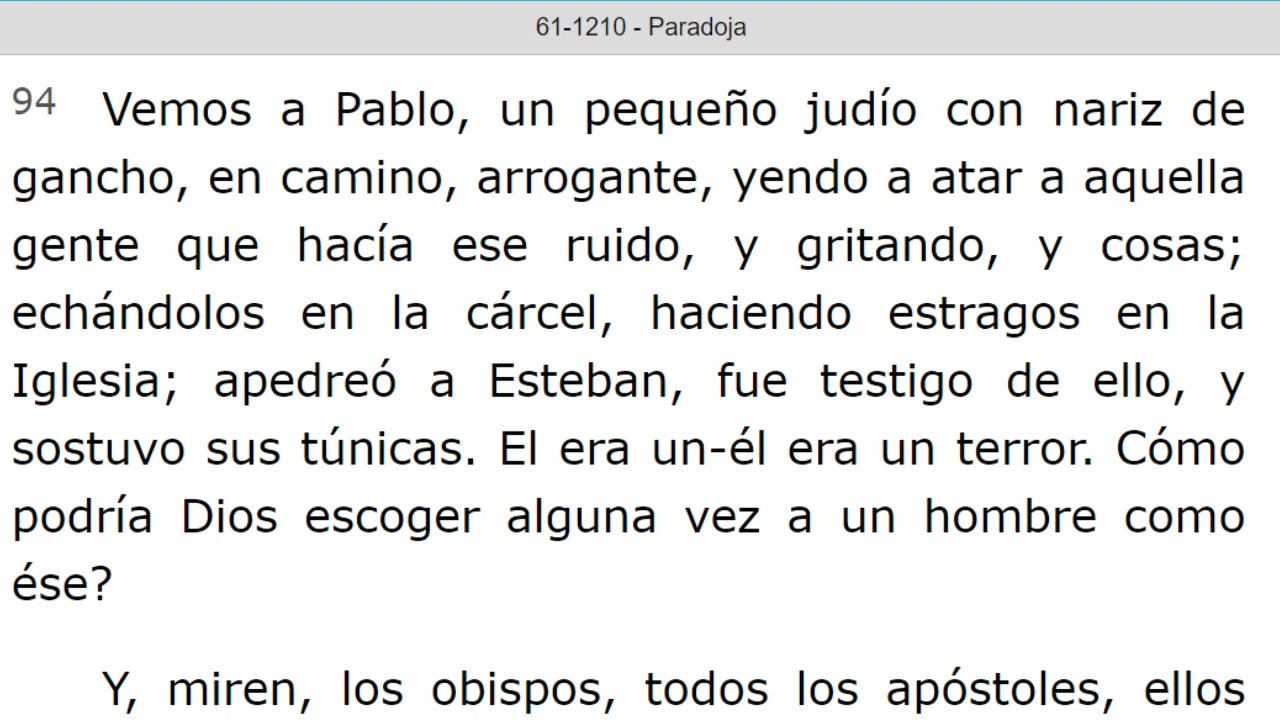 61-1210 - Paradoja
94 Vemos a Pablo, un pequeño judío con nariz de
gancho, en camino, arrogante, yendo a atar a aquella
gente que hacía ese ruido, y gritando, y cosas;
echándolos en la cárcel, haciendo estragos en la
Iglesia; apedreó a Esteban, fue testigo de ello, y
sostuvo sus túnicas. El era un-él era un terror. Cómo
podría Dios escoger alguna vez a un hombre como
ése?
Y, miren, los obispos, todos los apóstoles, ellos